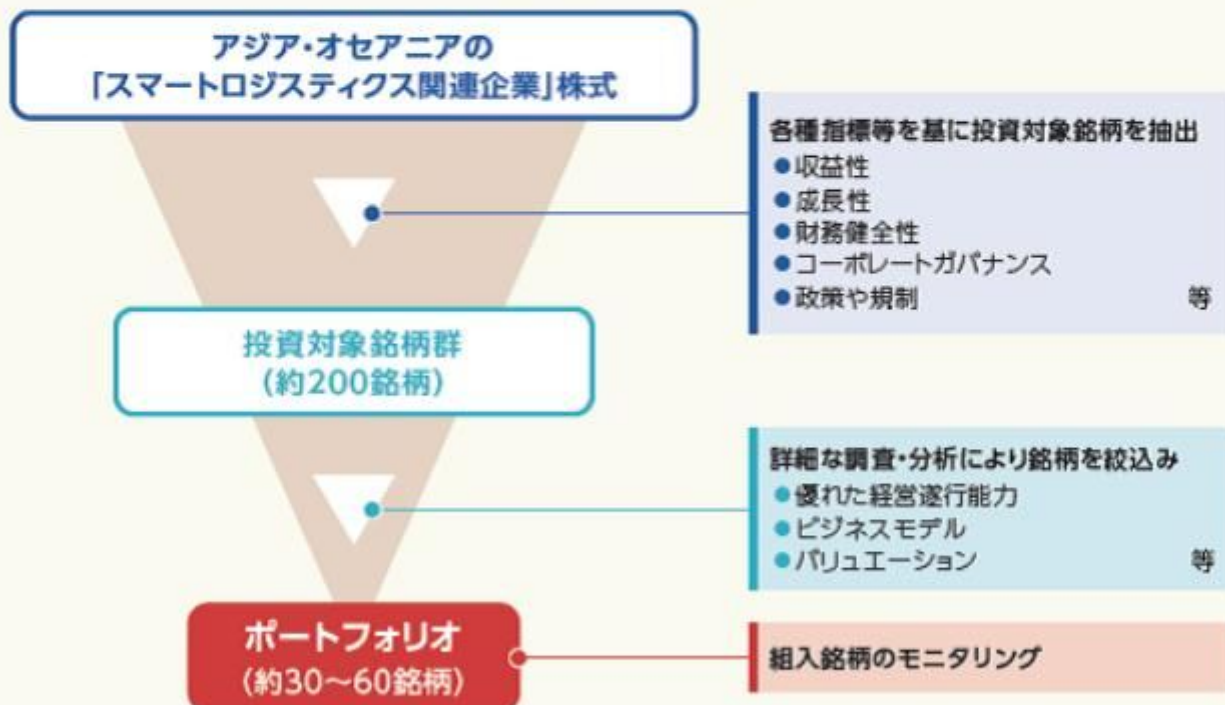 アジア・オセアニアの
「スマートロジスティクス関連企業」株式
各種指標等を基に投資対象銘柄を抽出
●収益性
●成長性
●財務健全性
●コーポレートガバナンス
●政策や規制 等
投資対象銘柄群
(約200銘柄)
詳細な調査・分析により銘柄を絞込み
●優れた経営遂行能力
●ビジネスモデル
●バリュエーション 等
ポートフォリオ
(約30～60銘柄)
組入銘柄のモニタリング